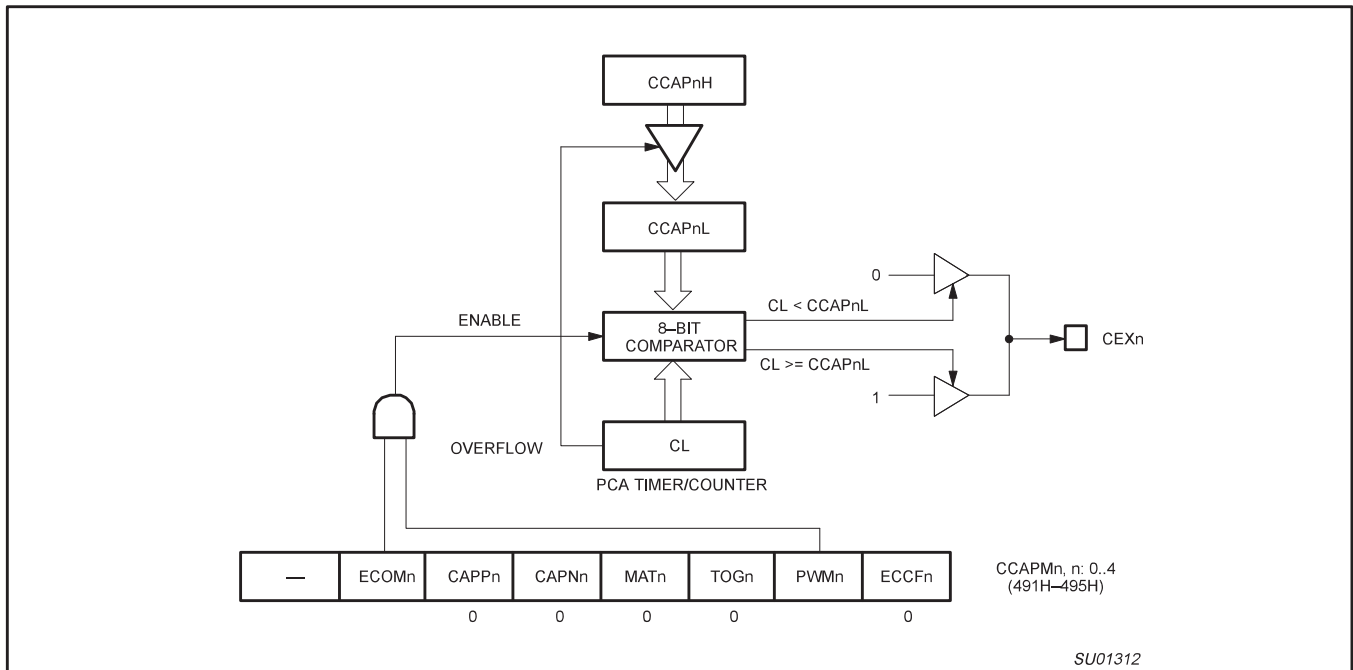 CCAPnH
CCAPnL
0
CL < CCAPnL
ENABLE
8–BIT
COMPARATOR
CEXn
CL >= CCAPnL
1
OVERFLOW
CL
PCA TIMER/COUNTER
— ECOMn CAPPn CAPNn MATn TOGn PWMn ECCFn
CCAPMn, n: 0..4
(491H–495H)
0 0 0 0 0
SU01312